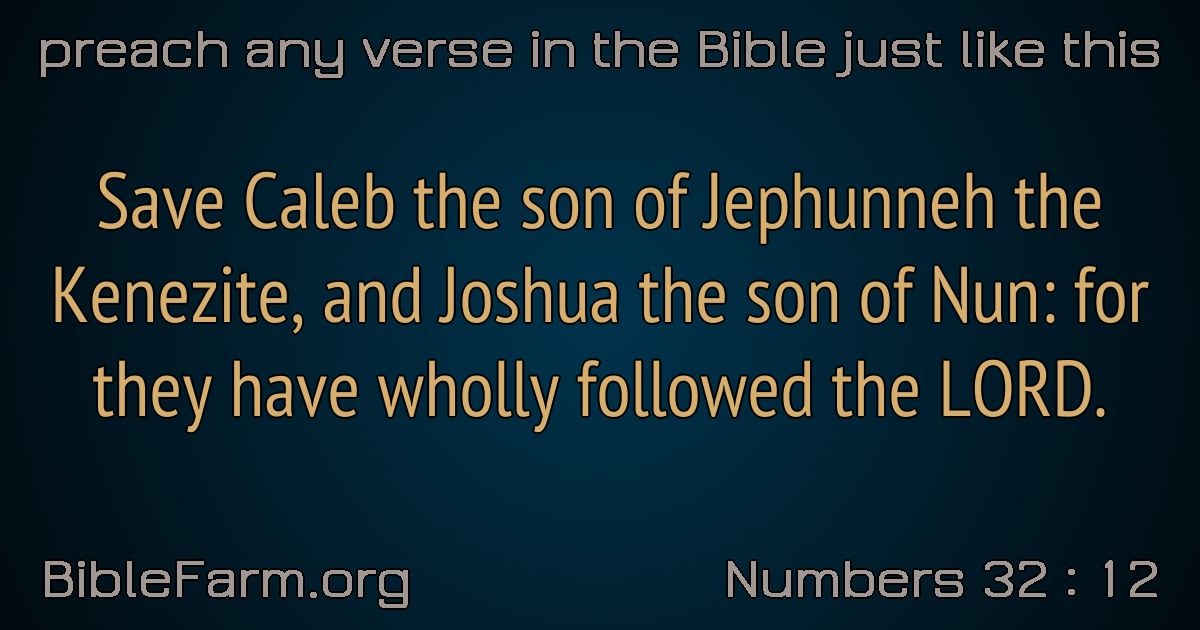 preach any verse in the Bible just like this
Save Caleb the son of Jephunneh the
Kenezite, and Joshua the son of Nun: for
they have wholly followed the LORD.
BibleFarm.org
Numbers 32 : 12